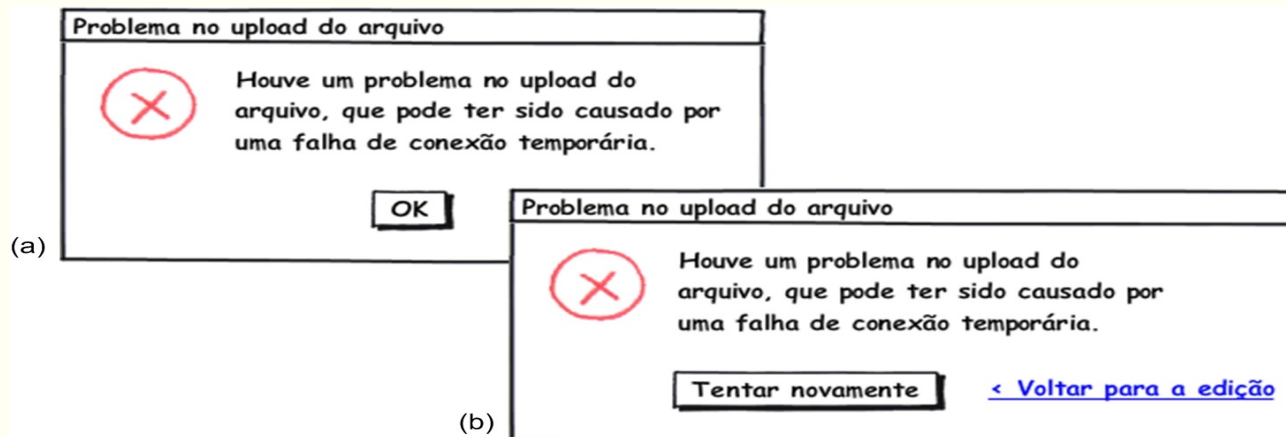 Problema no upload do arquivo
Houve um problema no upload do
arquivo, que pode ter sido causado por
uma falha de conexão temporária.
OK
(a)
Problema no upload do arquivo
Houve um problema no upload do
arquivo, que pode ter sido causado por
uma falha de conexão temporária.
Tentar novamente
< Voltar para a edição
(b)